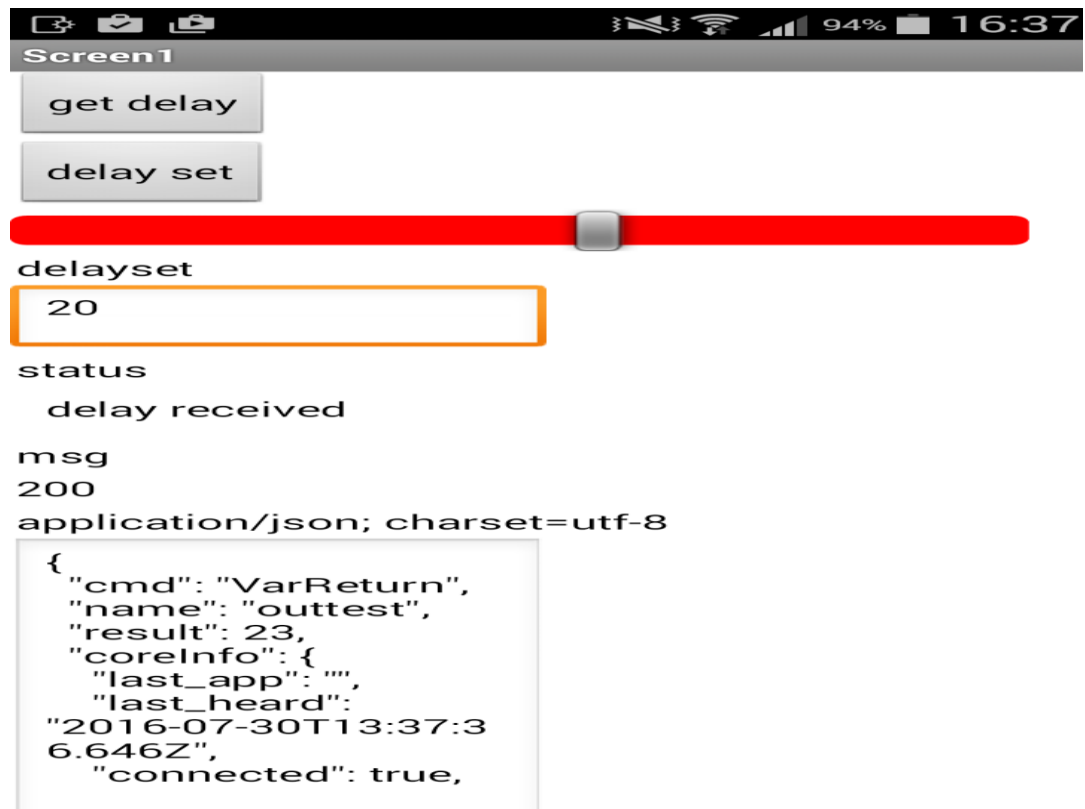 94% 16:37
Screen1
get delay
delay set
delayset
20
status
delay received
msg
200
application/json; charset=utf-8
{
"cmd": "VarReturn",
"name": "outtest",
"result": 23,
"coreInfo": {
"last_app": "",
"last_heard":
"2016-07-30T13:37:3
6.646Z",
"connected": true,